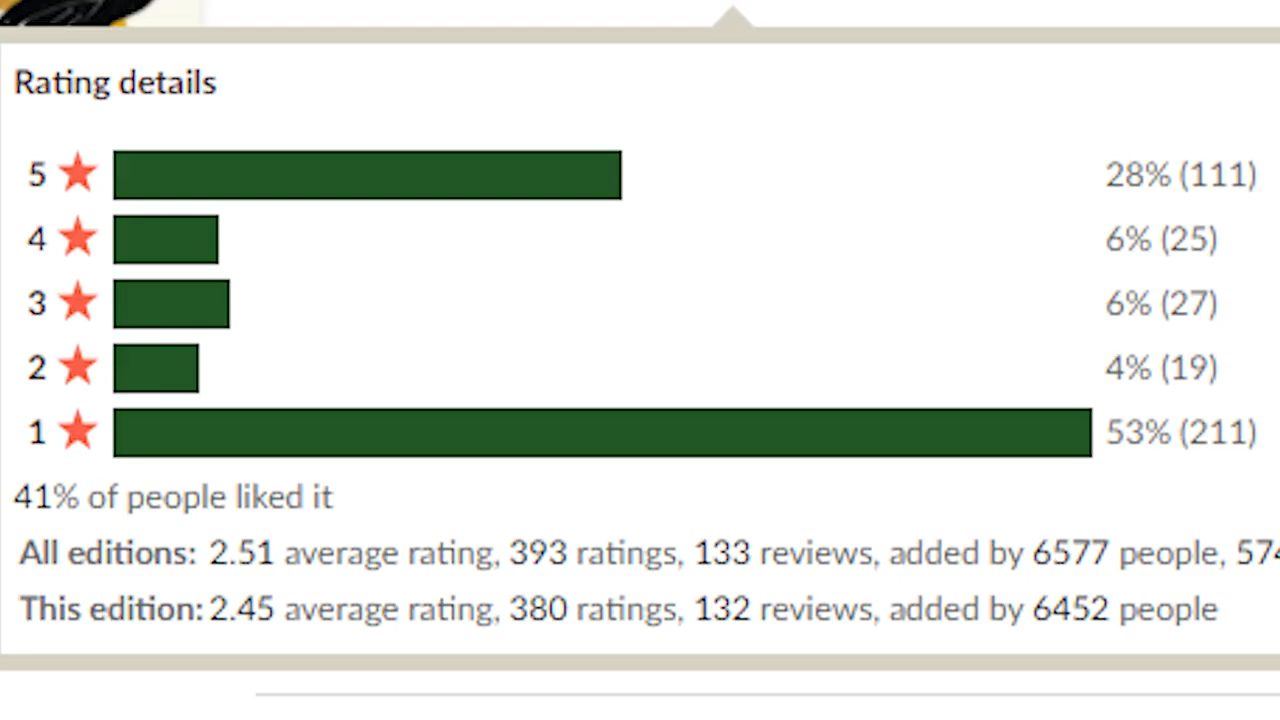 Rating details
5 ★ 28% (111)
4 ★ 6% (25)
3 ★ 6% (27)
2 ★ 4% (19)
1 ★ 53% (211)
41% of people liked it
All editions: 2.51 average rating, 393 ratings, 133 reviews, added by 6577 people,
This edition: 2.45 average rating, 380 ratings, 132 reviews, added by 6452 people